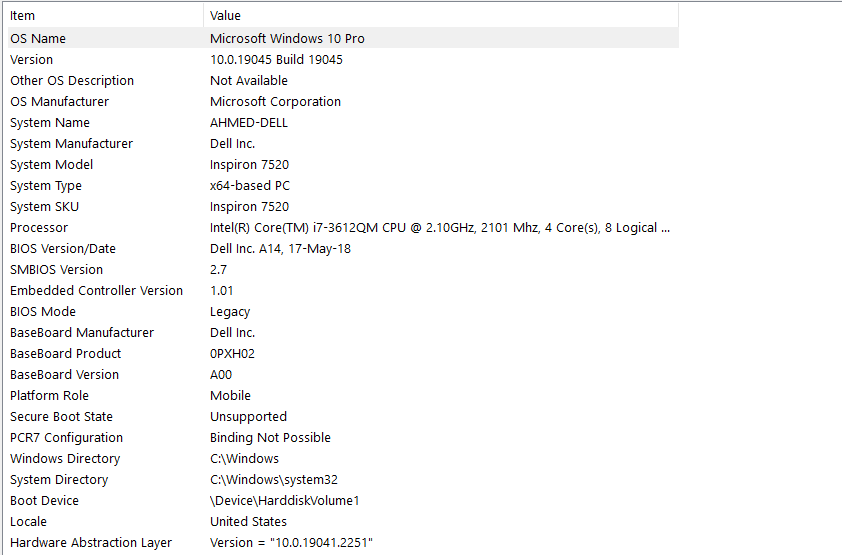 Item Value
OS Name Microsoft Windows 10 Pro
Version 10.0.19045 Build 19045
Other OS Description Not Available
OS Manufacturer Microsoft Corporation
System Name AHMED-DELL
System Manufacturer Dell Inc.
System Model Inspiron 7520
System Type x64-based PC
System SKU Inspiron 7520
Processor Intel(R) Core(TM) i7-3612QM CPU @ 2.10GHz, 2101 Mhz, 4 Core(s), 8 Logical ...
BIOS Version/Date Dell Inc. A14, 17-May-18
SMBIOS Version 2.7
Embedded Controller Version 1.01
BIOS Mode Legacy
BaseBoard Manufacturer Dell Inc.
BaseBoard Product 0PXH02
BaseBoard Version A00
Platform Role Mobile
Secure Boot State Unsupported
PCR7 Configuration Binding Not Possible
Windows Directory C:\Windows
System Directory C:\Windows\system32
Boot Device \Device\HarddiskVolume1
Locale United States
Hardware Abstraction Layer Version = "10.0.19041.2251"